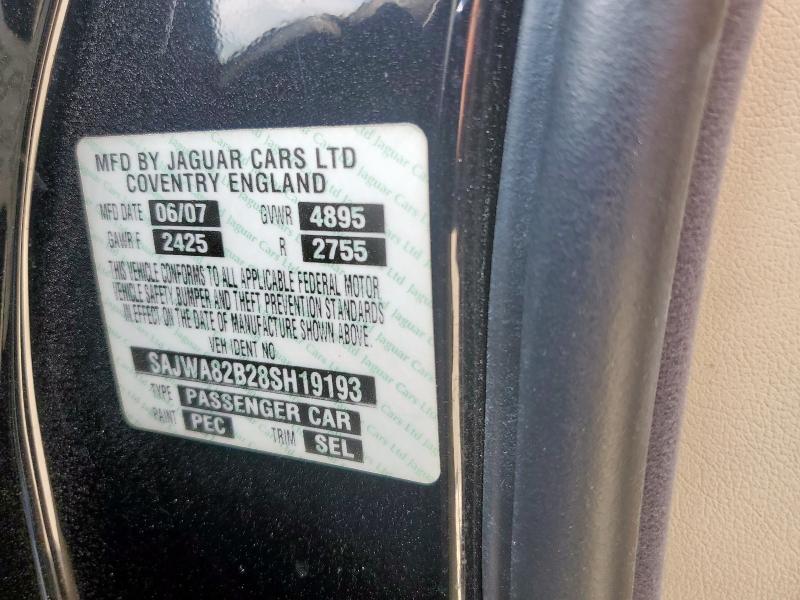 MFD BY JAGUAR CARS LTD
COVENTRY ENGLAND
MFD DATE 06/07 GVWR 4895
GAWR F 2425 R 2755
THIS VEHICLE CONFORMS TO ALL APPLICABLE FEDERAL MOTOR
VEHICLE SAFETY, BUMPER AND THEFT PREVENTION STANDARDS
IN EFFECT ON THE DATE OF MANUFACTURE SHOWN ABOVE.
VEH IDENT NO
SAJWA82B28SH19193
TYPE PASSENGER CAR
PAINT PEC TRIM SEL